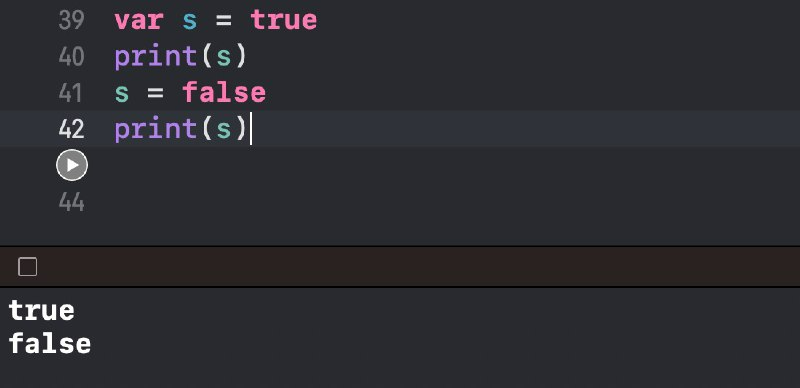 39 var s = true
40 print(s)
41 s = false
42 print(s)
44
true
false